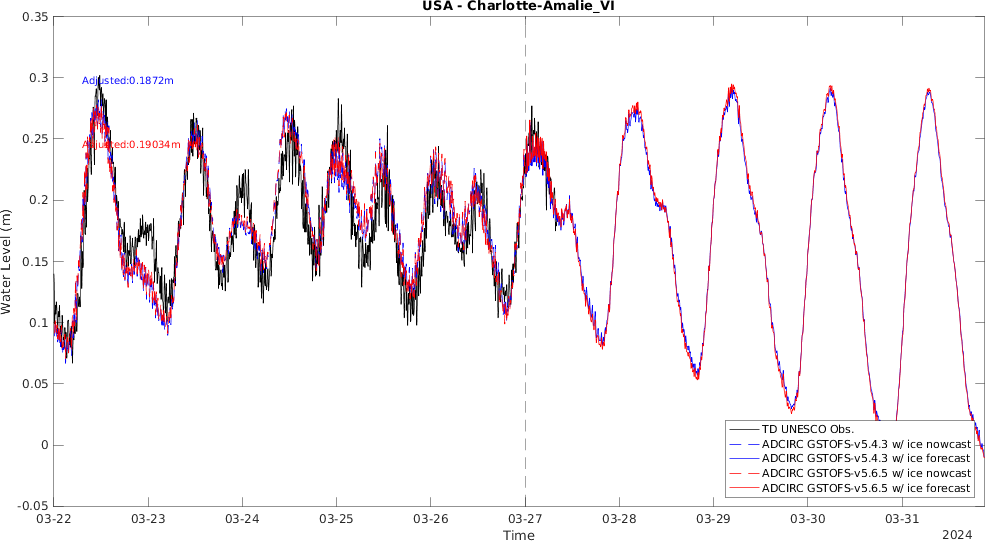 USA - Charlotte-Amalie_VI
0.35
0.3
0.25
0.2
0.15
0.1
0.05
0
-0.05
Water Level (m)
Adjusted:0.1872m
Adjusted:0.19034m
TD UNESCO Obs.
ADCIRC GSTOFS-v5.4.3 w/ ice nowcast
ADCIRC GSTOFS-v5.4.3 w/ ice forecast
ADCIRC GSTOFS-v5.6.5 w/ ice nowcast
ADCIRC GSTOFS-v5.6.5 w/ ice forecast
03-22 03-23 03-24 03-25 03-26 03-27 03-28 03-29 03-30 03-31
Time
2024